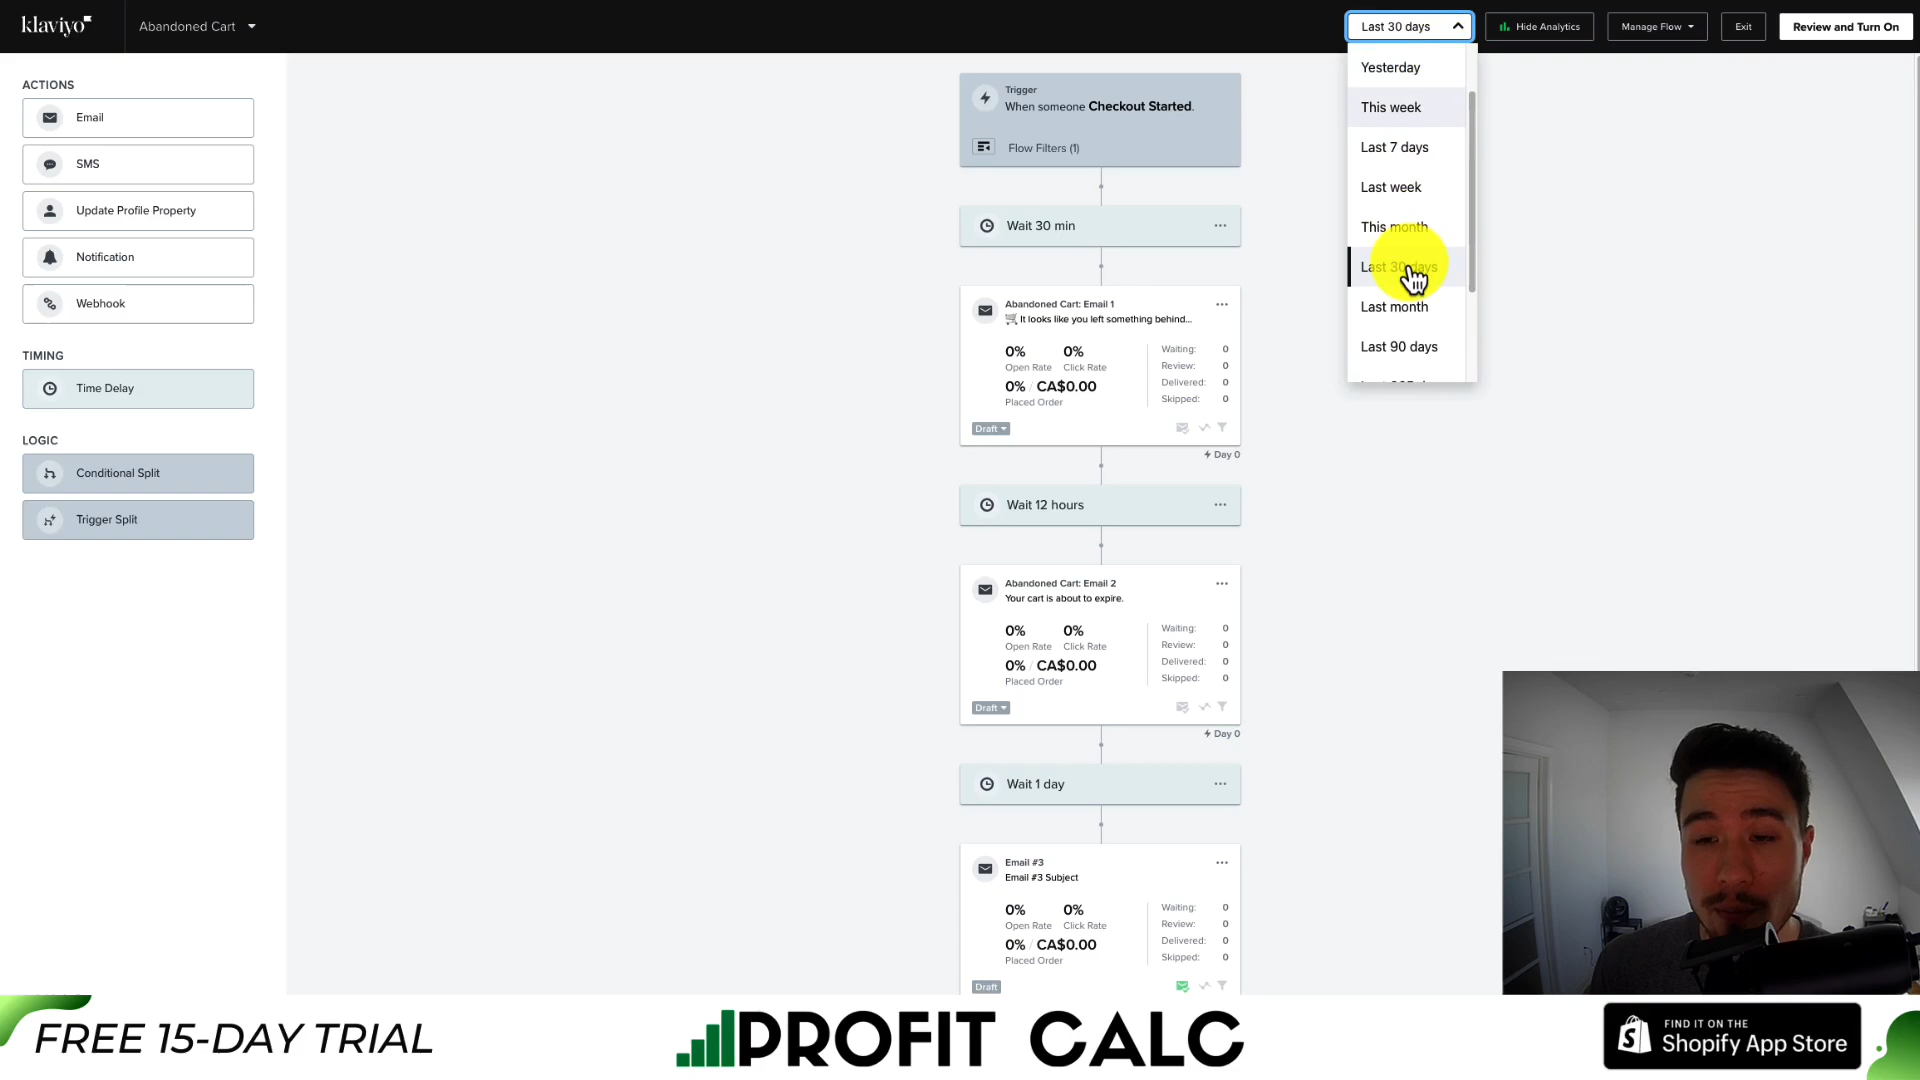 klaviyo
Abandoned Cart
Last 30 days
Hide Analytics
Manage Flow
Exit
Review and Turn On
Yesterday
This week
Last 7 days
Last week
This month
Last 30 days
Last month
Last 90 days
ACTIONS
Email
SMS
Update Profile Property
Notification
Webhook
TIMING
Time Delay
LOGIC
Conditional Split
Trigger Split
Trigger
When someone Checkout Started.
Flow Filters (1)
Wait 30 min
Abandoned Cart: Email 1
It looks like you left something behind...
0% 0%
Open Rate Click Rate
0% / CA$0.00
Placed Order
Waiting: 0
Review: 0
Delivered: 0
Skipped: 0
Draft
Day 0
Wait 12 hours
Abandoned Cart: Email 2
Your cart is about to expire.
0% 0%
Open Rate Click Rate
0% / CA$0.00
Placed Order
Waiting: 0
Review: 0
Delivered: 0
Skipped: 0
Draft
Day 0
Wait 1 day
Email #3
Email #3 Subject
0% 0%
Open Rate Click Rate
0% / CA$0.00
Placed Order
Waiting: 0
Review: 0
Delivered: 0
Skipped: 0
Draft
FREE 15-DAY TRIAL
PROFIT CALC
FIND IT ON THE
Shopify App Store